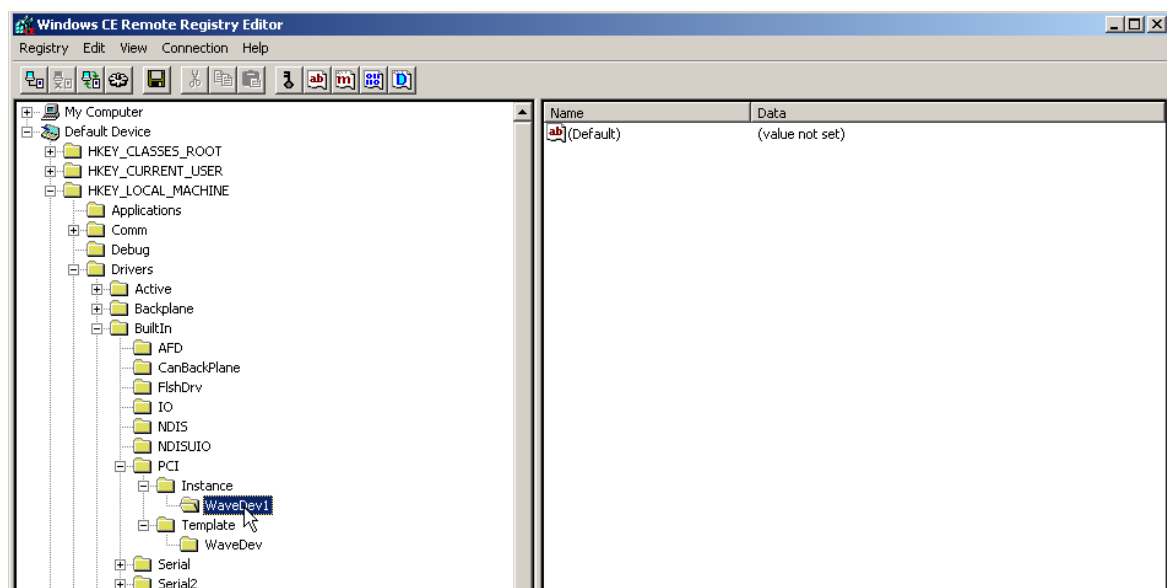 Windows CE Remote Registry Editor
Registry Edit View Connection Help
My Computer
Default Device
HKEY_CLASSES_ROOT
HKEY_CURRENT_USER
HKEY_LOCAL_MACHINE
Applications
Comm
Debug
Drivers
Active
Backplane
BuiltIn
AFD
CanBackPlane
FlshDrv
IO
NDIS
NDISUIO
PCI
Instance
WaveDev1
Template
WaveDev
Serial
Serial2
Name Data
ab (Default) (value not set)